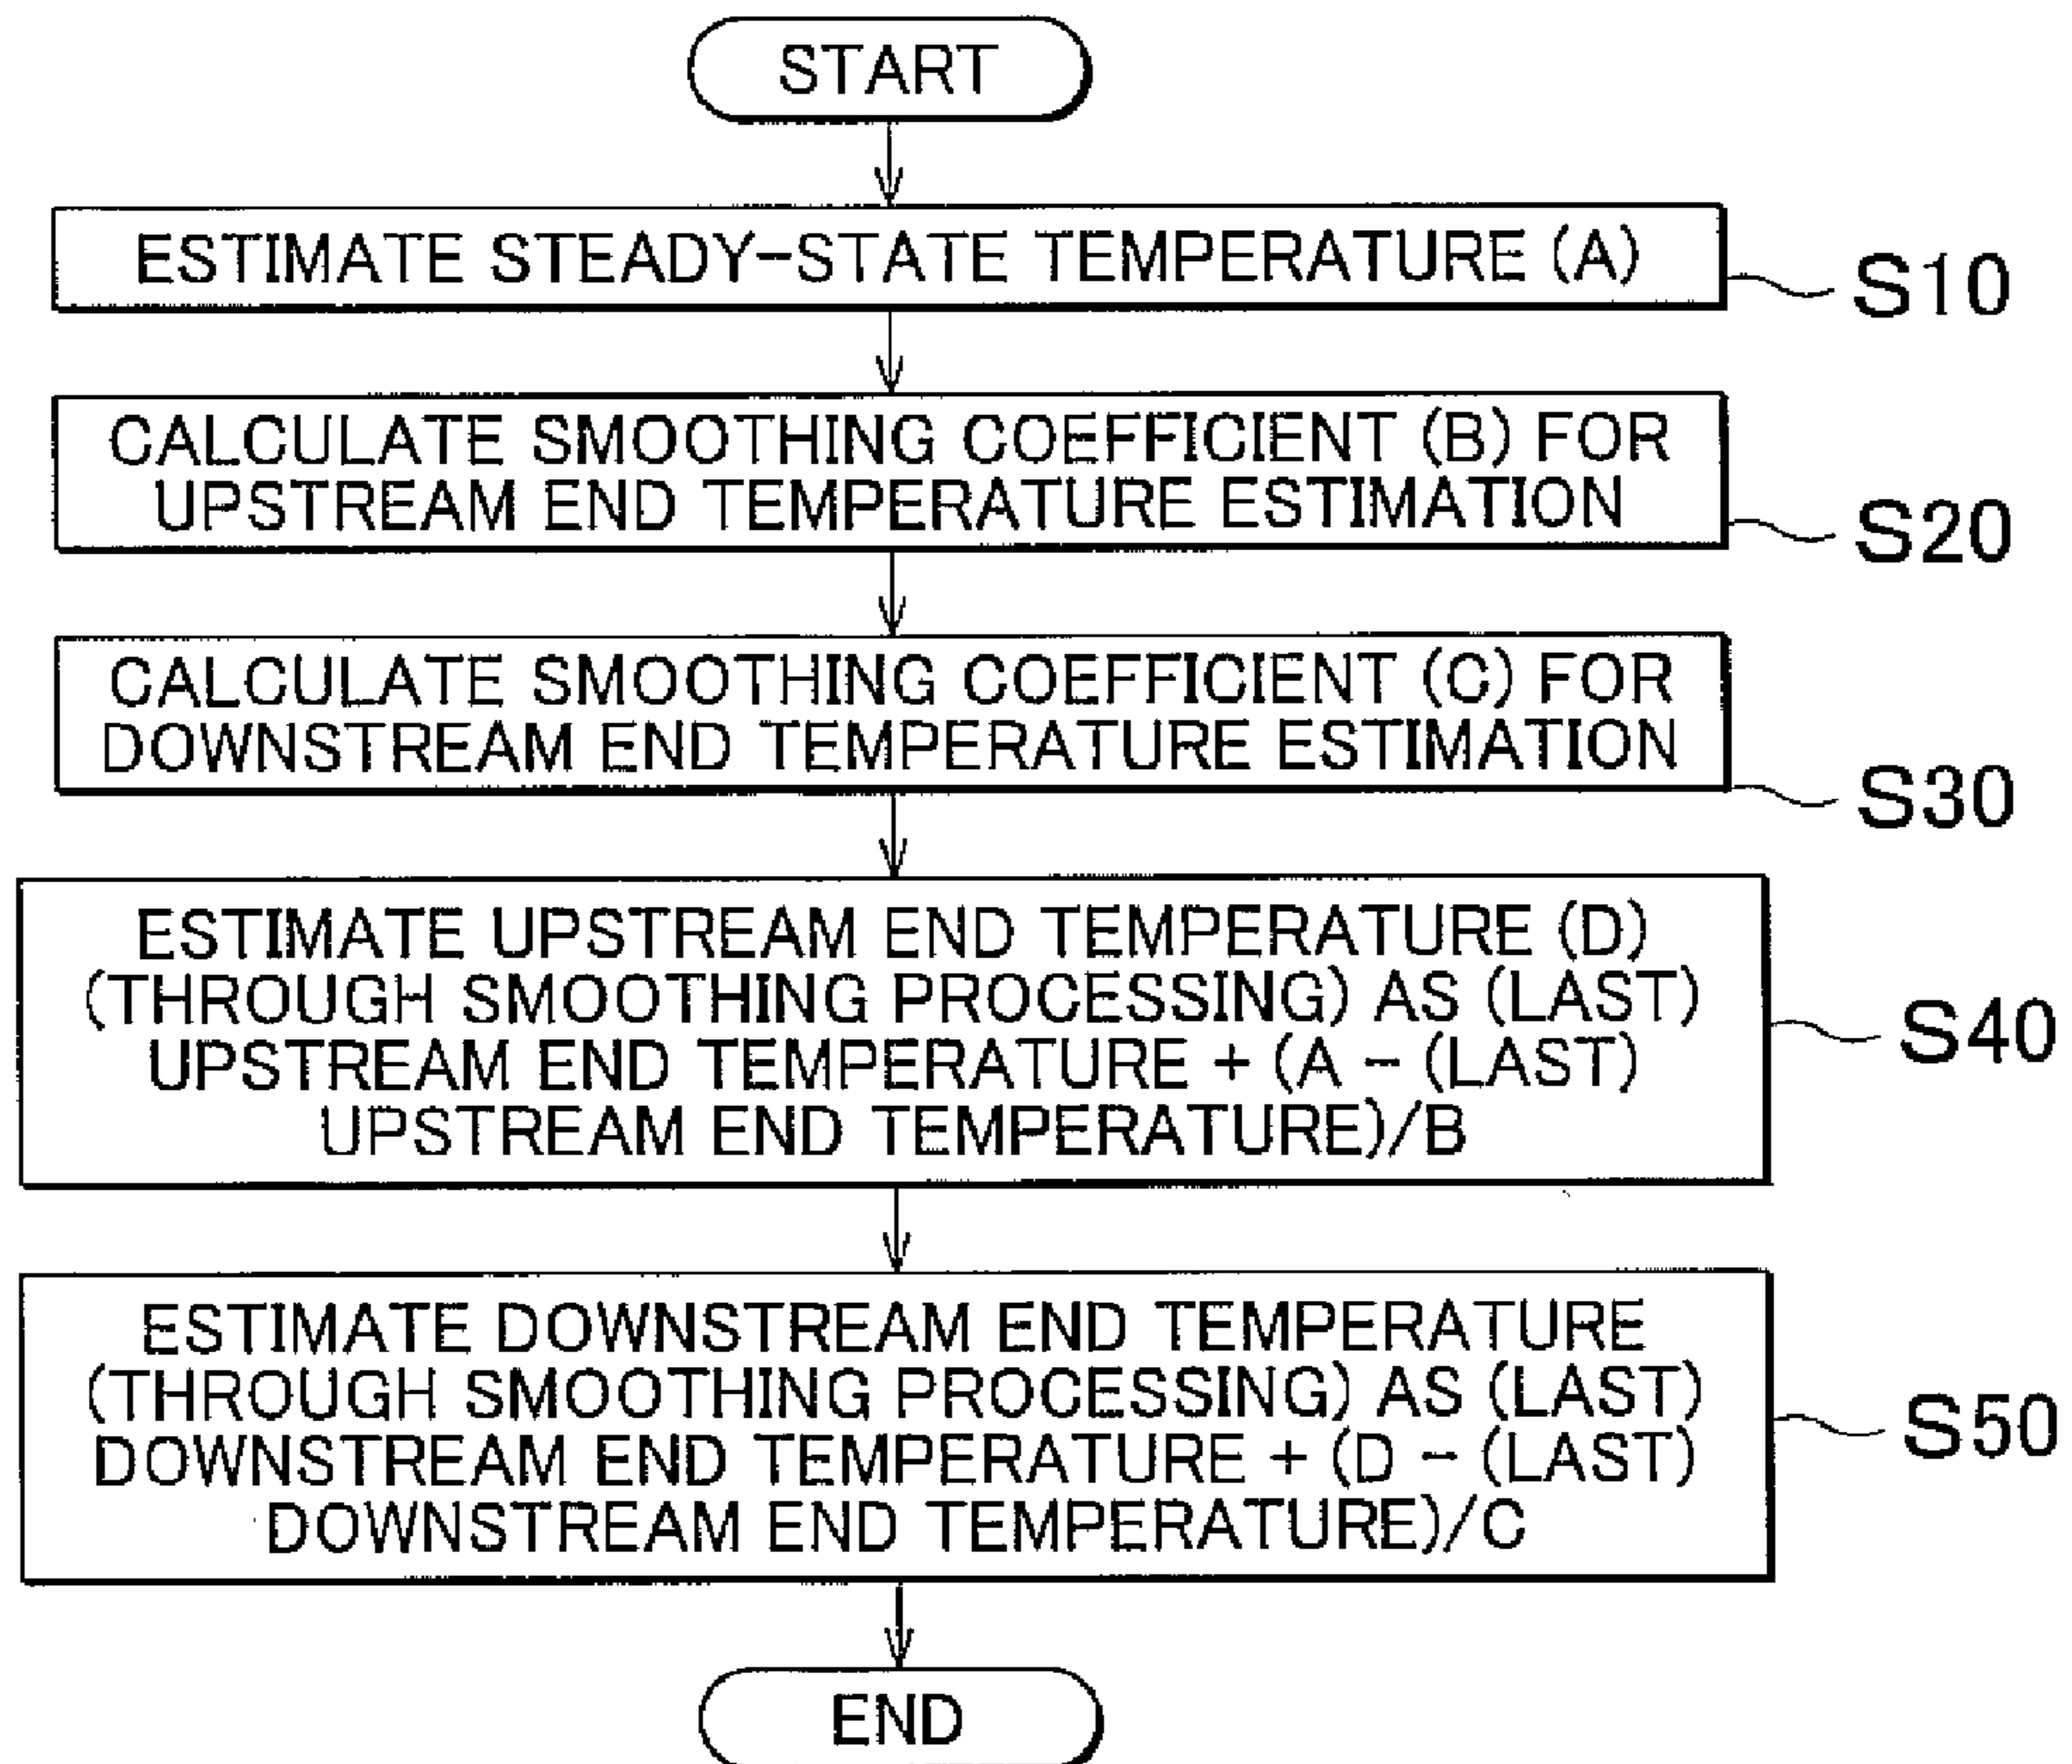 START
ESTIMATE STEADY-STATE TEMPERATURE (A)
S10
CALCULATE SMOOTHING COEFFICIENT (B) FOR
UPSTREAM END TEMPERATURE ESTIMATION
S20
CALCULATE SMOOTHING COEFFICIENT (C) FOR
DOWNSTREAM END TEMPERATURE ESTIMATION
S30
ESTIMATE UPSTREAM END TEMPERATURE (D)
(THROUGH SMOOTHING PROCESSING) AS (LAST)
UPSTREAM END TEMPERATURE + (A - (LAST)
UPSTREAM END TEMPERATURE)/B
S40
ESTIMATE DOWNSTREAM END TEMPERATURE
(THROUGH SMOOTHING PROCESSING) AS (LAST)
DOWNSTREAM END TEMPERATURE + (D - (LAST)
DOWNSTREAM END TEMPERATURE)/C
S50
END